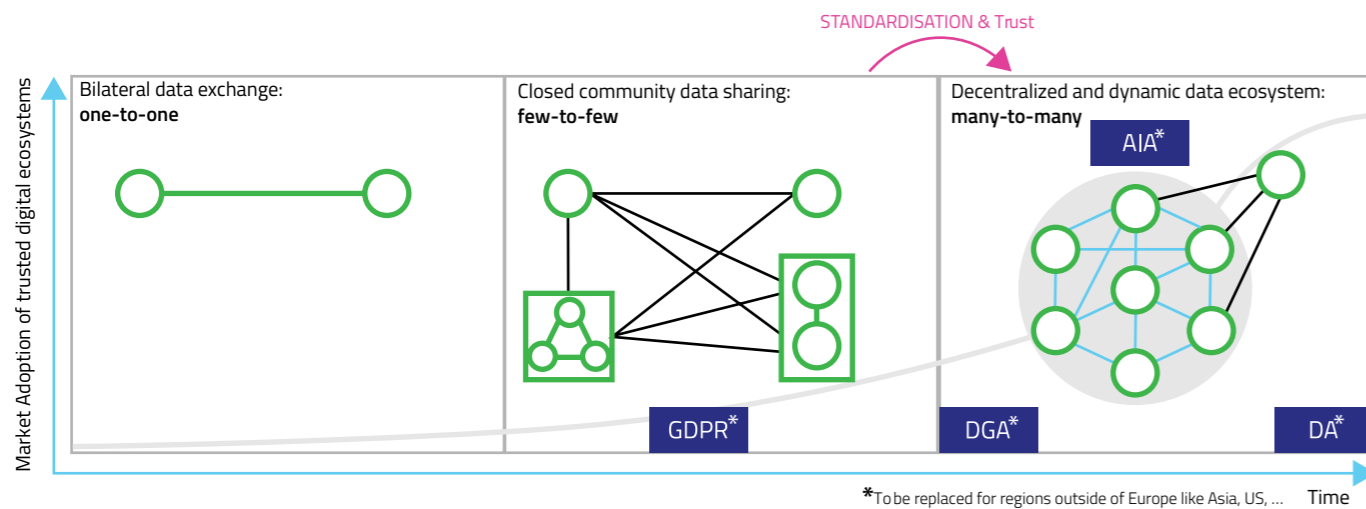 STANDARDISATION & Trust
Market Adoption of trusted digital ecosystems
Bilateral data exchange:
one-to-one
Closed community data sharing:
few-to-few
Decentralized and dynamic data ecosystem:
many-to-many
AIA*
GDPR*
DGA*
DA*
*To be replaced for regions outside of Europe like Asia, US, ...
Time